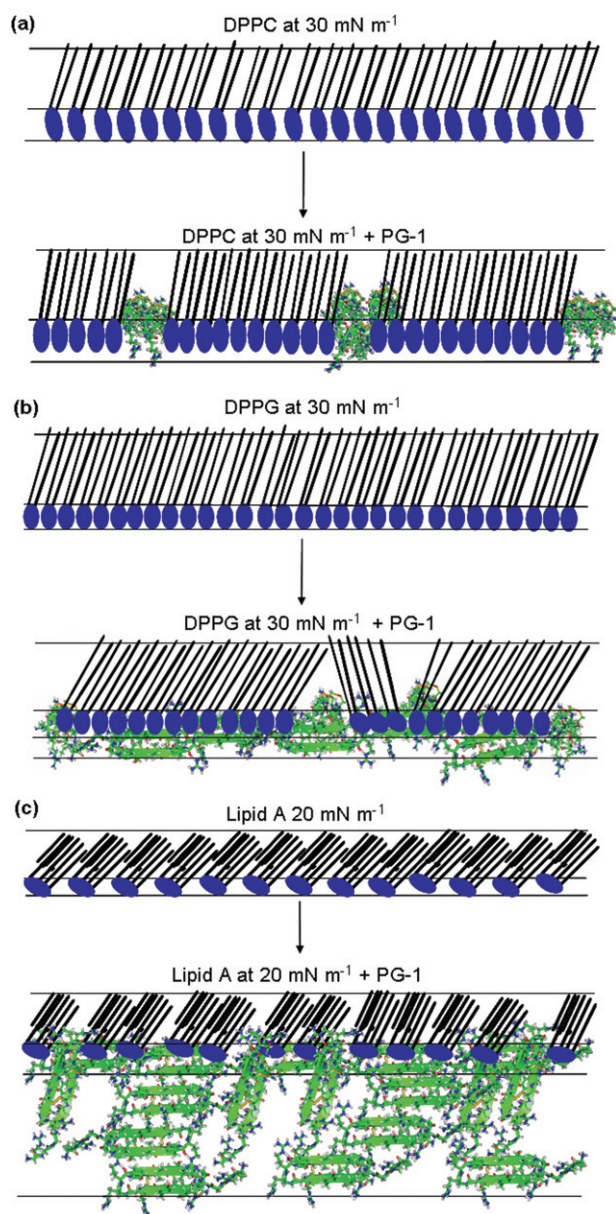 (a)
DPPC at 30 mN m⁻¹
DPPC at 30 mN m⁻¹ + PG-1
(b)
DPPG at 30 mN m⁻¹
DPPG at 30 mN m⁻¹ + PG-1
(c)
Lipid A 20 mN m⁻¹
Lipid A at 20 mN m⁻¹ + PG-1